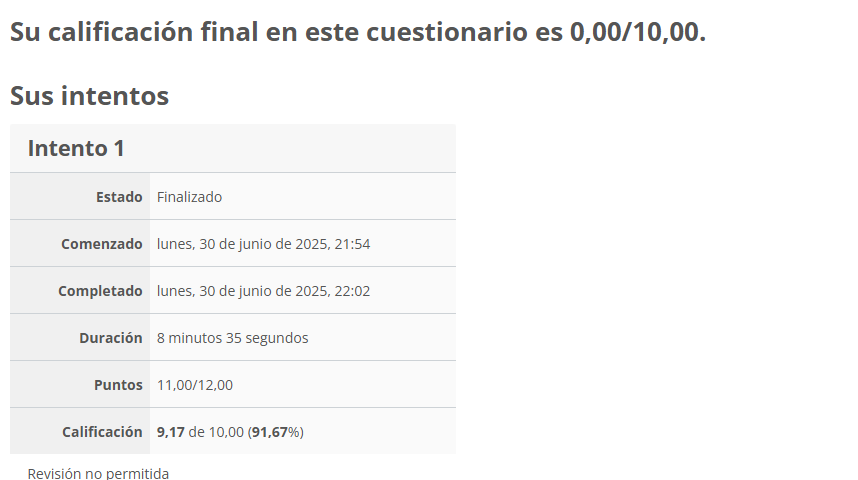 Su calificación final en este cuestionario es 0,00/10,00.
Sus intentos
Intento 1
Estado Finalizado
Comenzado lunes, 30 de junio de 2025, 21:54
Completado lunes, 30 de junio de 2025, 22:02
Duración 8 minutos 35 segundos
Puntos 11,00/12,00
Calificación 9,17 de 10,00 (91,67%)
Revisión no permitida